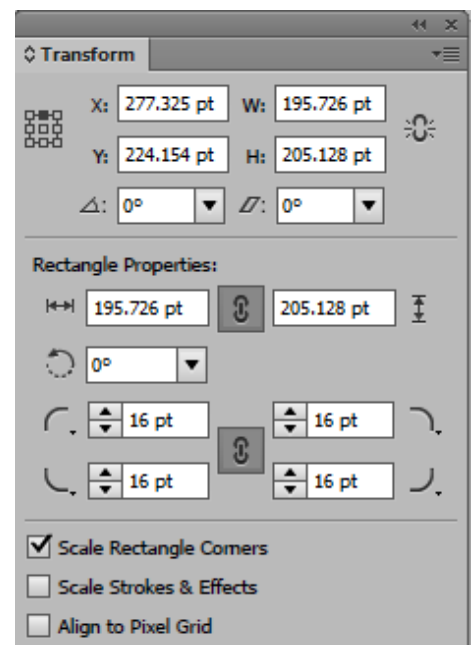 Transform
X: 277.325 pt W: 195.726 pt
Y: 224.154 pt H: 205.128 pt
0° 0°
Rectangle Properties:
195.726 pt 205.128 pt
0°
16 pt 16 pt
16 pt 16 pt
Scale Rectangle Corners
Scale Strokes & Effects
Align to Pixel Grid